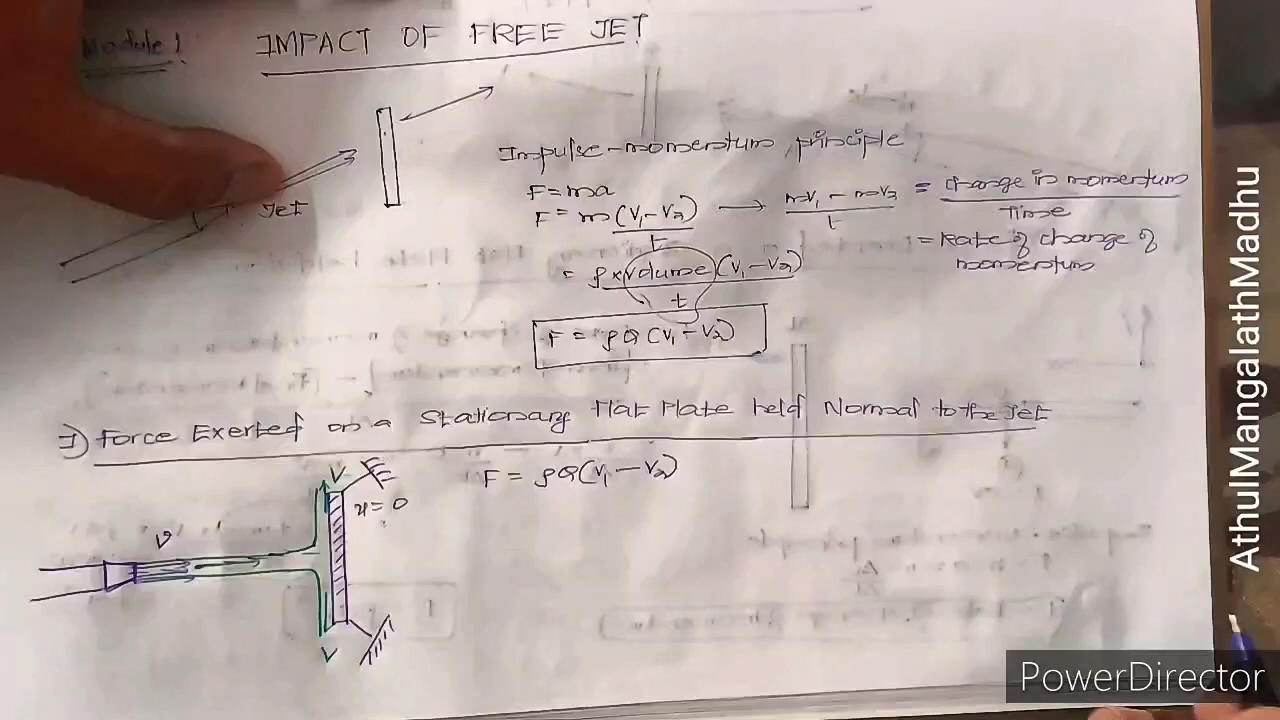 Module 1
IMPACT OF FREE JET
Jet
Impulse-momentum principle
F = ma
F = m (V₁ - V₂) / t → mV₁ - mV₂ / t = change in momentum / Time
= Rate of change of momentum
= ρ × Volume (V₁ - V₂) / t
F = ρQ (V₁ - V₂)
I) Force Exerted on a Stationary Flat Plate held Normal to the Jet
F = ρQ (V₁ - V₂)
V
u = 0
V
V
AthulMangalathMadhu
PowerDirector